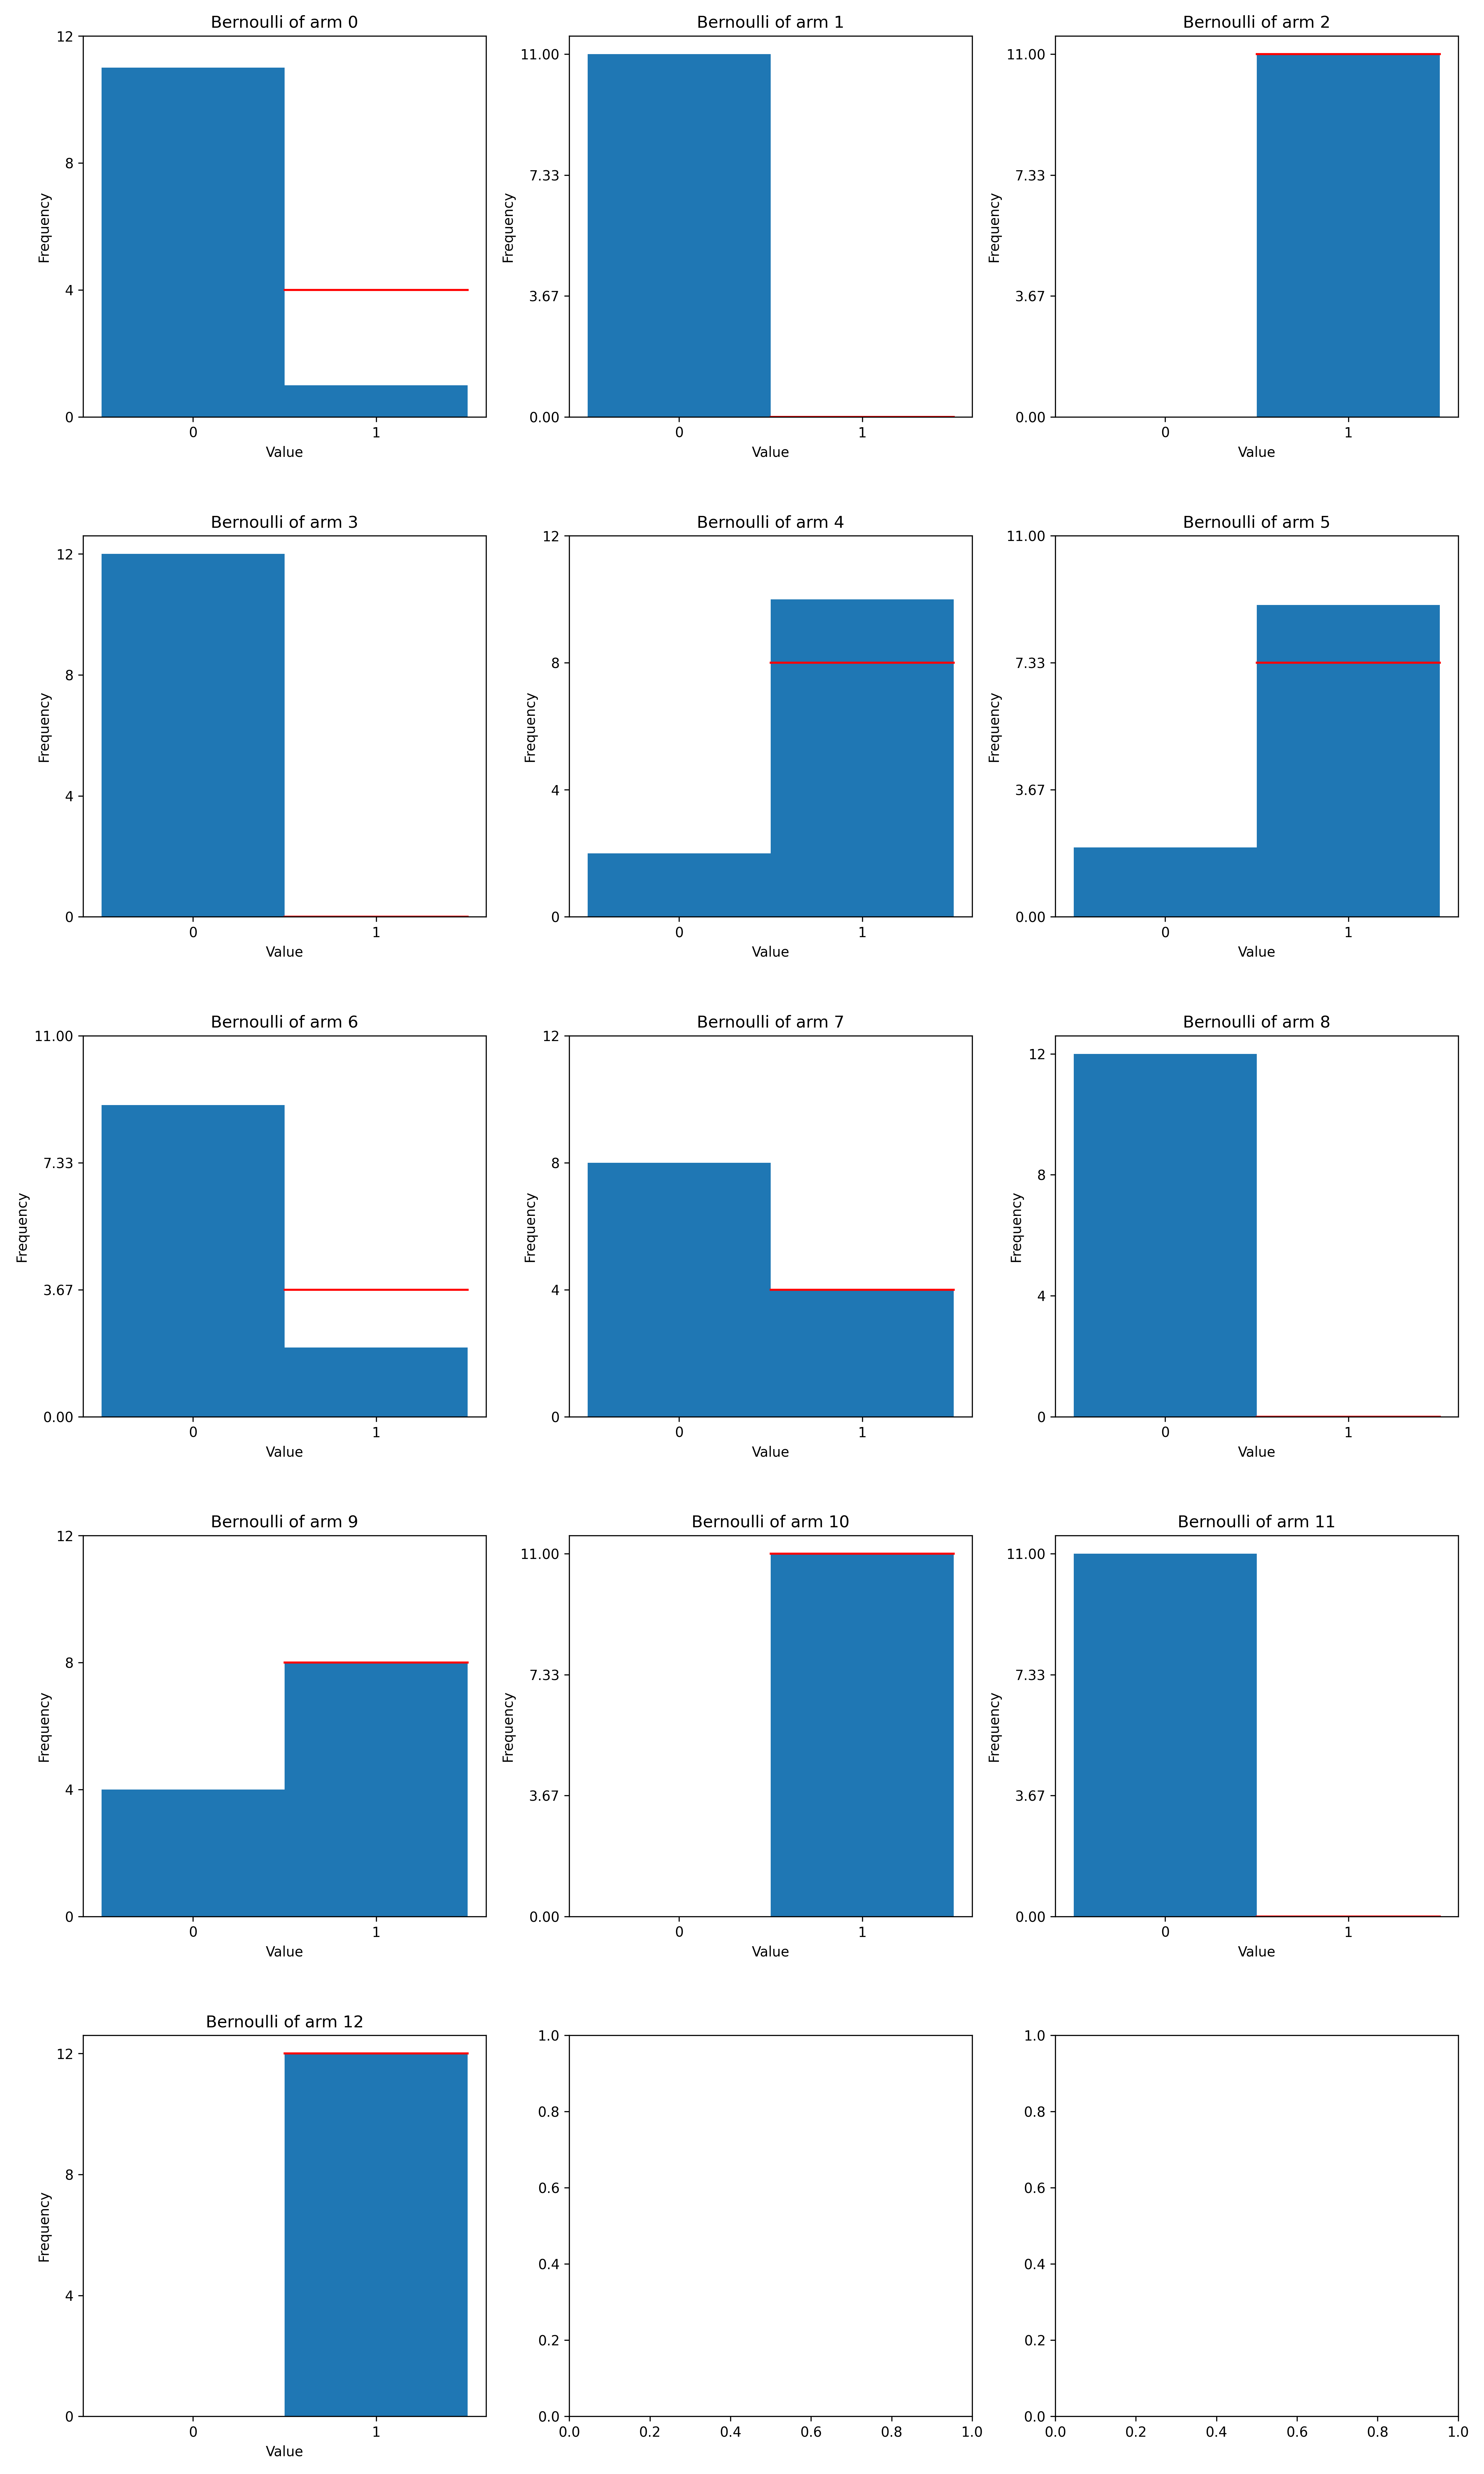 Bernoulli of arm 0
12
8
4
0
Frequency
0 1
Value
Bernoulli of arm 1
11.00
7.33
3.67
0.00
Frequency
0 1
Value
Bernoulli of arm 2
11.00
7.33
3.67
0.00
Frequency
0 1
Value
Bernoulli of arm 3
12
8
4
0
Frequency
0 1
Value
Bernoulli of arm 4
12
8
4
0
Frequency
0 1
Value
Bernoulli of arm 5
11.00
7.33
3.67
0.00
Frequency
0 1
Value
Bernoulli of arm 6
11.00
7.33
3.67
0.00
Frequency
0 1
Value
Bernoulli of arm 7
12
8
4
0
Frequency
0 1
Value
Bernoulli of arm 8
12
8
4
0
Frequency
0 1
Value
Bernoulli of arm 9
12
8
4
0
Frequency
0 1
Value
Bernoulli of arm 10
11.00
7.33
3.67
0.00
Frequency
0 1
Value
Bernoulli of arm 11
11.00
7.33
3.67
0.00
Frequency
0 1
Value
Bernoulli of arm 12
12
8
4
0
Frequency
0 1
Value
1.0
0.8
0.6
0.4
0.2
0.0
0.0 0.2 0.4 0.6 0.8 1.0
1.0
0.8
0.6
0.4
0.2
0.0
0.0 0.2 0.4 0.6 0.8 1.0